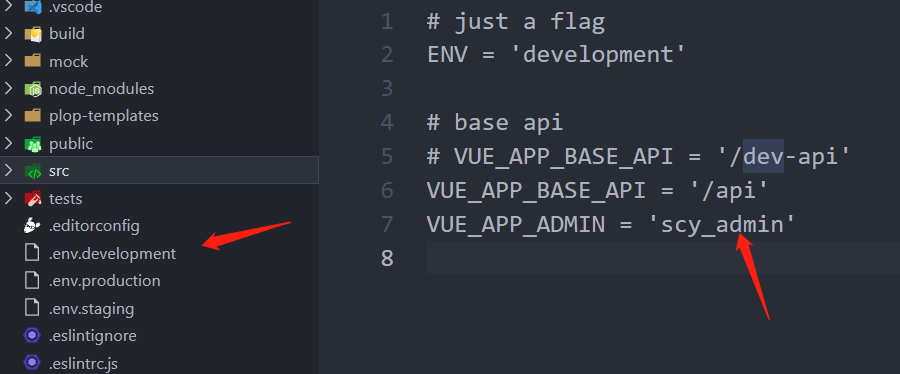 .vscode
build
mock
node_modules
plop-templates
public
src
tests
.editorconfig
.env.development
.env.production
.env.staging
.eslintignore
.eslintrc.js
1 # just a flag
2 ENV = 'development'
3
4 # base api
5 # VUE_APP_BASE_API = '/dev-api'
6 VUE_APP_BASE_API = '/api'
7 VUE_APP_ADMIN = 'scy_admin'
8